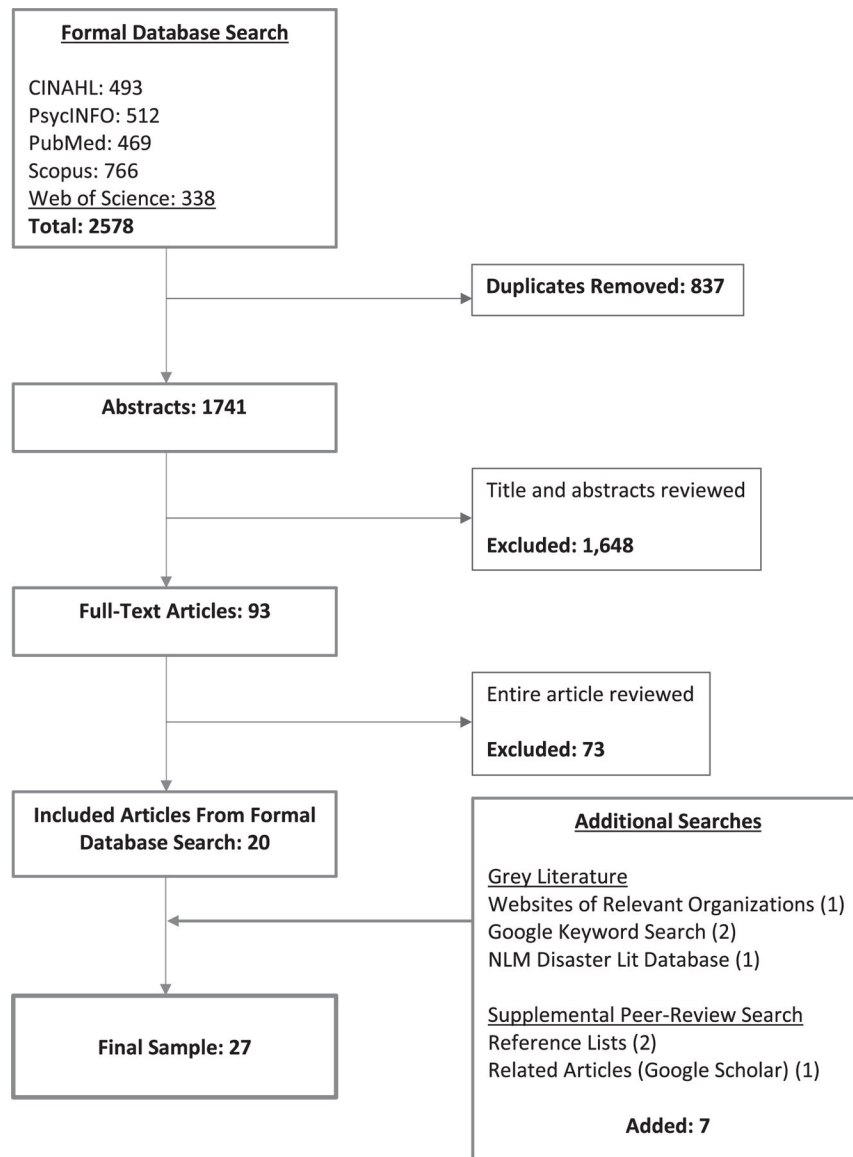 Formal Database Search
CINAHL: 493
PsycINFO: 512
PubMed: 469
Scopus: 766
Web of Science: 338
Total: 2578
Duplicates Removed: 837
Abstracts: 1741
Title and abstracts reviewed
Excluded: 1,648
Full-Text Articles: 93
Entire article reviewed
Excluded: 73
Included Articles From Formal
Database Search: 20
Additional Searches
Grey Literature
Websites of Relevant Organizations (1)
Google Keyword Search (2)
NLM Disaster Lit Database (1)
Supplemental Peer-Review Search
Reference Lists (2)
Related Articles (Google Scholar) (1)
Added: 7
Final Sample: 27